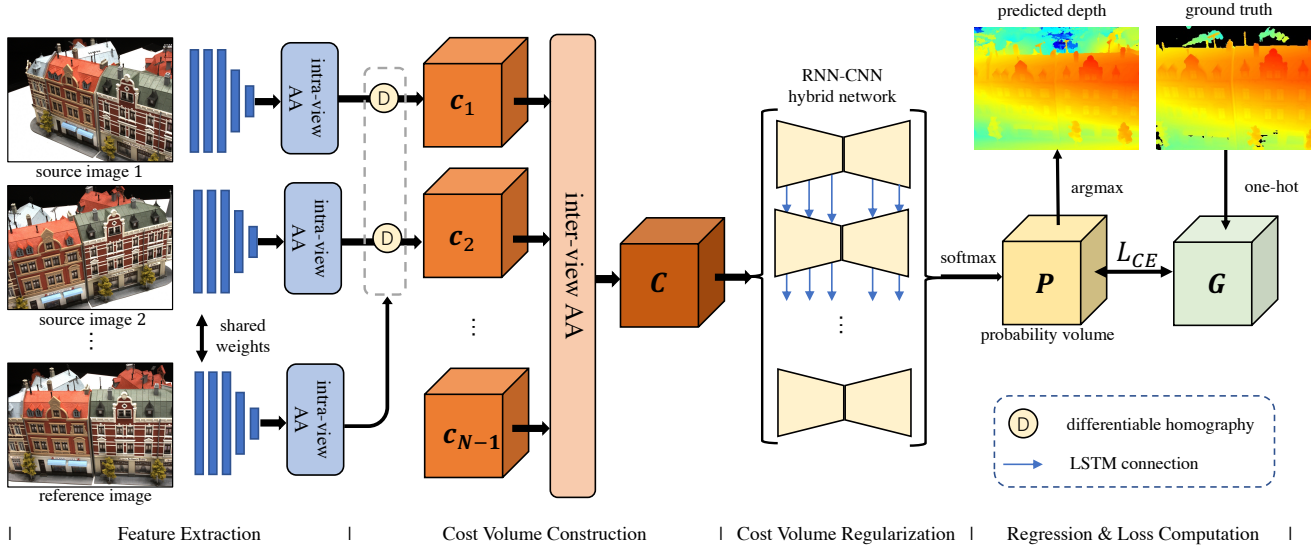 predicted depth
ground truth
source image 1
intra-view
AA
D
c₁
RNN-CNN
hybrid network
source image 2
intra-view
AA
D
c₂
inter-view AA
C
argmax
one-hot
softmax
P
L_CE
G
probability volume
⋮
shared
weights
⋮
⋮
reference image
intra-view
AA
c_{N-1}
D differentiable homography
LSTM connection
| Feature Extraction | Cost Volume Construction | Cost Volume Regularization | Regression & Loss Computation |